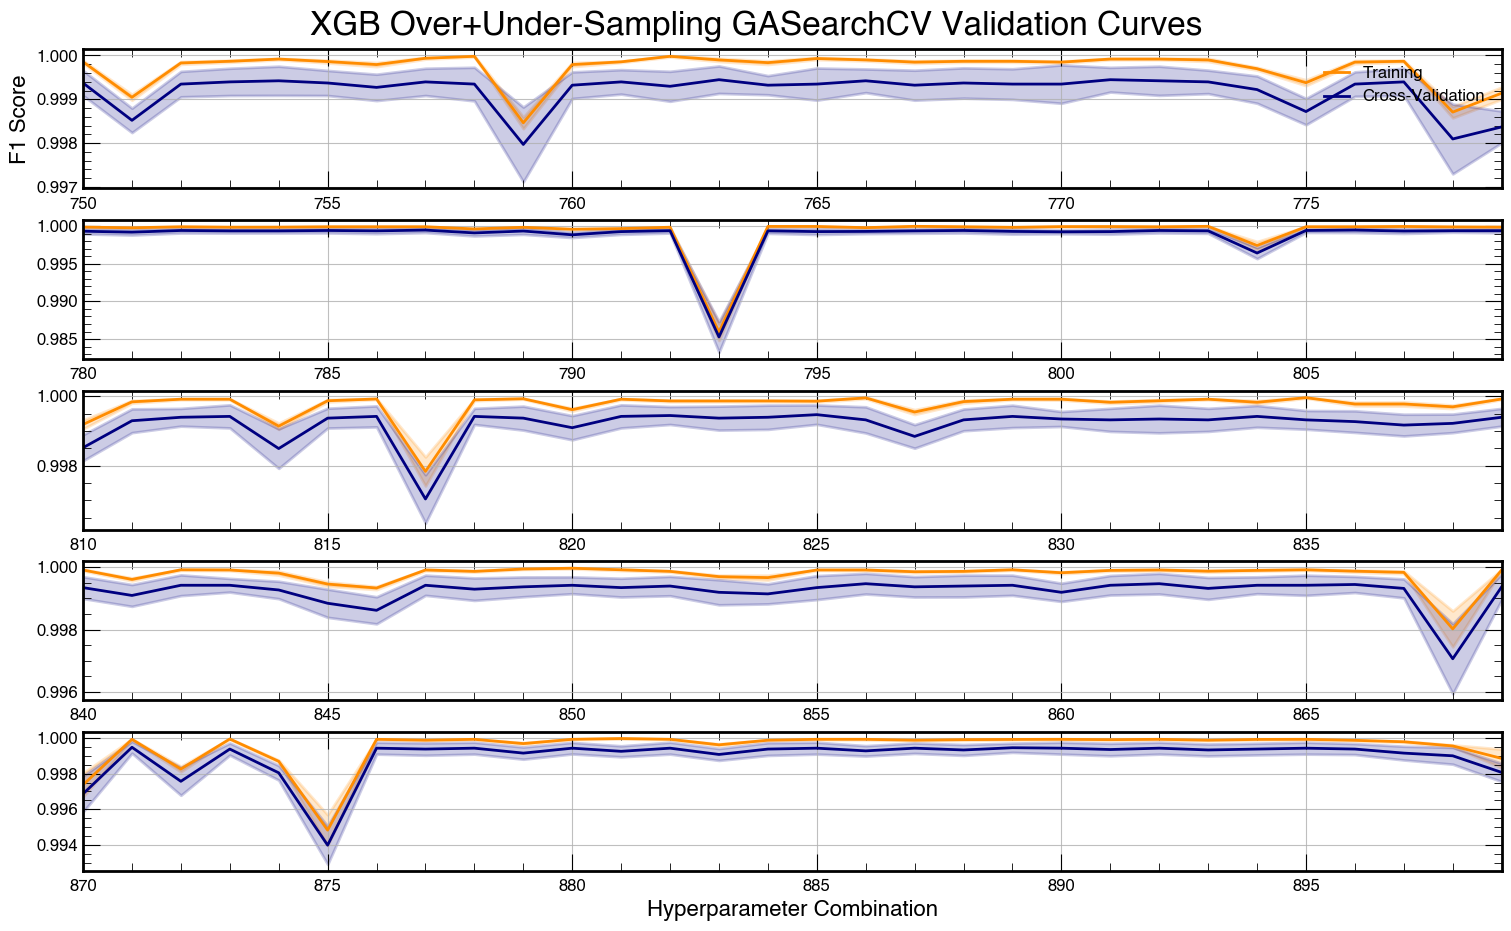 XGB Over+Under-Sampling GASearchCV Validation Curves
F1 Score
1.000
0.999
0.998
0.997
Training
Cross-Validation
750 755 760 765 770 775
1.000
0.995
0.990
0.985
780 785 790 795 800 805
1.000
0.998
810 815 820 825 830 835
1.000
0.998
0.996
840 845 850 855 860 865
1.000
0.998
0.996
0.994
870 875 880 885 890 895
Hyperparameter Combination